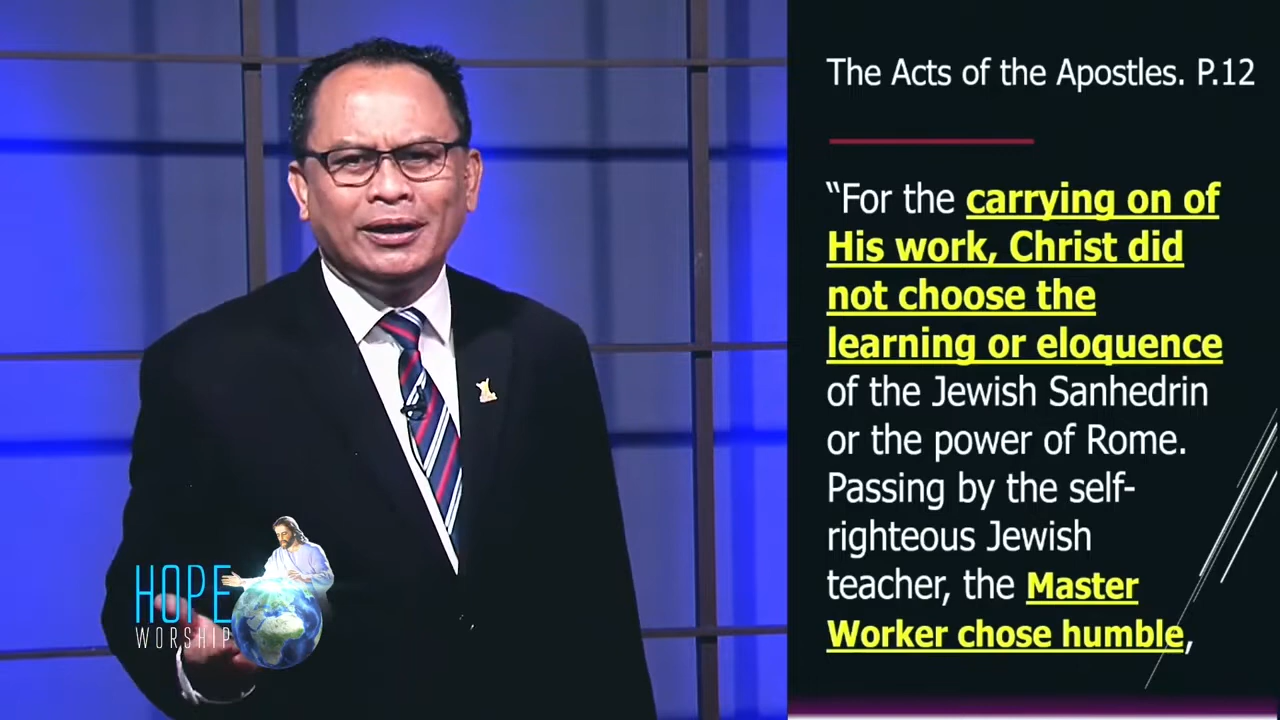 The Acts of the Apostles. P.12
“For the carrying on of
His work, Christ did
not choose the
learning or eloquence
of the Jewish Sanhedrin
or the power of Rome.
Passing by the self-
righteous Jewish
teacher, the Master
Worker chose humble,
HOPE
WORSHIP